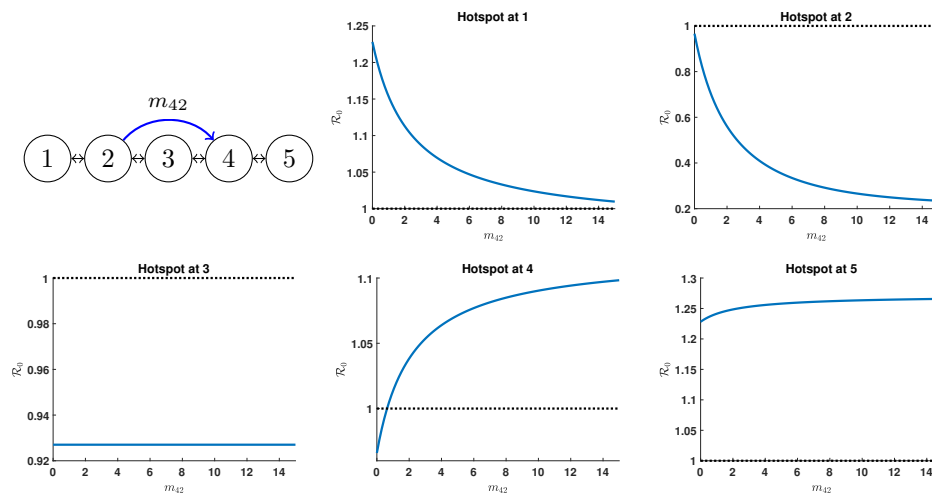 m₄₂
1 2 3 4 5
Hotspot at 1
1.25
1.2
1.15
1.1
1.05
1
ℛ₀
0 2 4 6 8 10 12 14
m₄₂
Hotspot at 2
1
0.8
0.6
0.4
0.2
ℛ₀
0 2 4 6 8 10 12 14
m₄₂
Hotspot at 3
1
0.98
0.96
0.94
0.92
ℛ₀
0 2 4 6 8 10 12 14
m₄₂
Hotspot at 4
1.1
1.05
1
ℛ₀
0 2 4 6 8 10 12 14
m₄₂
Hotspot at 5
1.3
1.25
1.2
1.15
1.1
1.05
1
ℛ₀
0 2 4 6 8 10 12 14
m₄₂